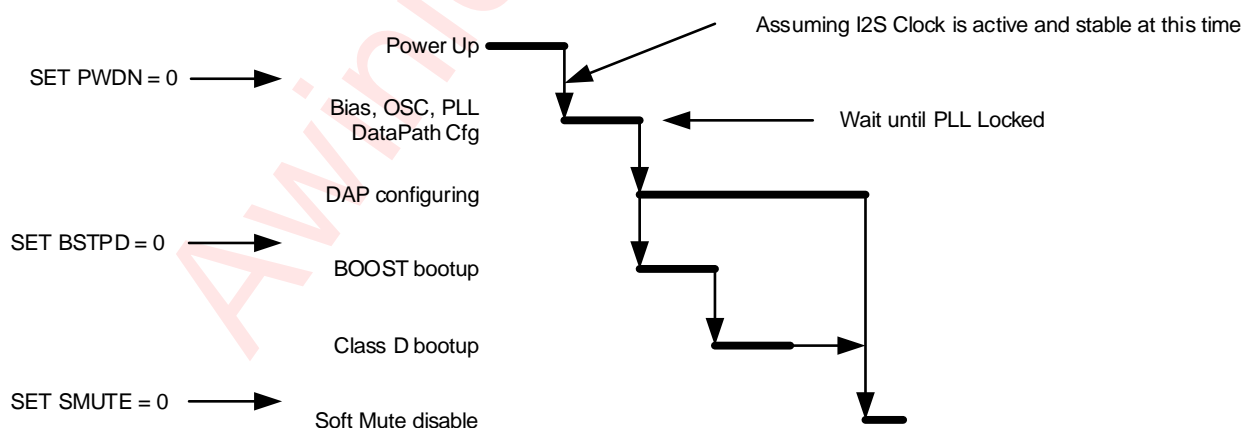 Assuming I2S Clock is active and stable at this time
Power Up
SET PWDN = 0
Bias, OSC, PLL
DataPath Cfg
Wait until PLL Locked
DAP configuring
SET BSTPD = 0
BOOST bootup
Class D bootup
SET SMUTE = 0
Soft Mute disable